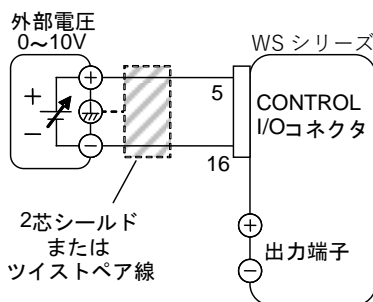 外部電圧
0～10V
WS シリーズ
+
−
+
−
5
16
CONTROL
I/Oコネクタ
2芯シールド
または
ツイストペア線
+
出力端子
−